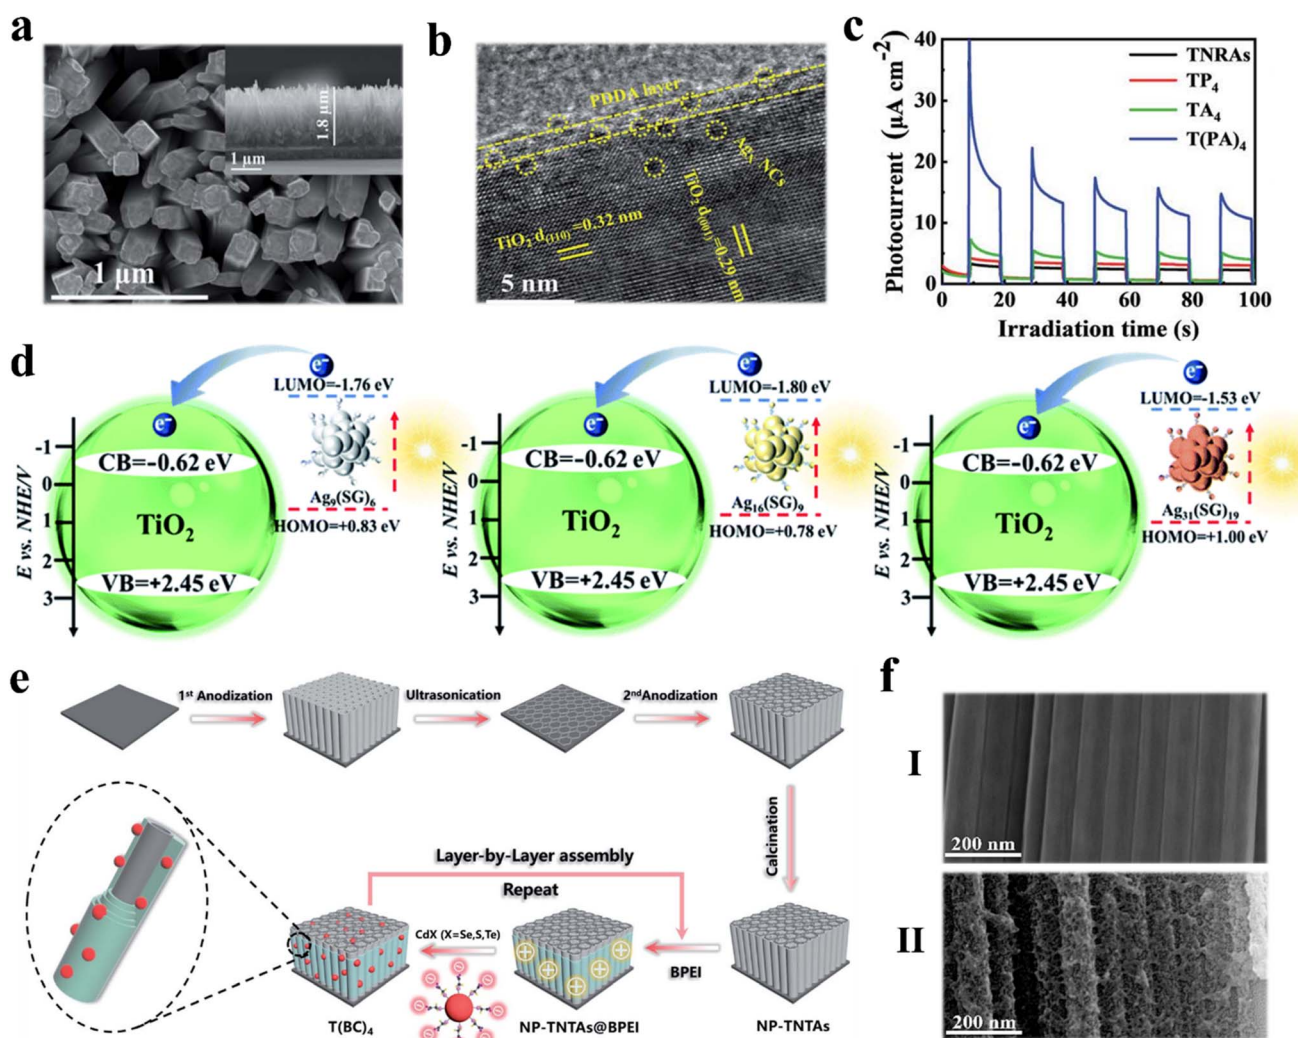 a
1.8 μm
1 μm
1 μm
b
PDDA layer
Agₓ NCs
TiO₂ d₍₁₁₀₎=0.32 nm
TiO₂ d₍₀₀₁₎=0.29 nm
5 nm
c
Photocurrent (μA cm⁻²)
40
30
20
10
0
TNRAs
TP₄
TA₄
T(PA)₄
0 20 40 60 80 100
Irradiation time (s)
d
E vs. NHE/V
-1
0
1
2
3
e⁻
e⁻
LUMO=-1.76 eV
CB=-0.62 eV
Ag₉(SG)₆
HOMO=+0.83 eV
TiO₂
VB=+2.45 eV
E vs. NHE/V
-1
0
1
2
3
e⁻
e⁻
LUMO=-1.80 eV
CB=-0.62 eV
Ag₁₆(SG)₉
HOMO=+0.78 eV
TiO₂
VB=+2.45 eV
E vs. NHE/V
-1
0
1
2
3
e⁻
e⁻
LUMO=-1.53 eV
CB=-0.62 eV
Ag₃₁(SG)₁₉
HOMO=+1.00 eV
TiO₂
VB=+2.45 eV
e
1ˢᵗ Anodization
Ultrasonication
2ⁿᵈAnodization
Calcination
Layer-by-Layer assembly
Repeat
CdX (X=Se,S,Te)
BPEI
T(BC)₄
NP-TNTAs@BPEI
NP-TNTAs
f
I
200 nm
II
200 nm